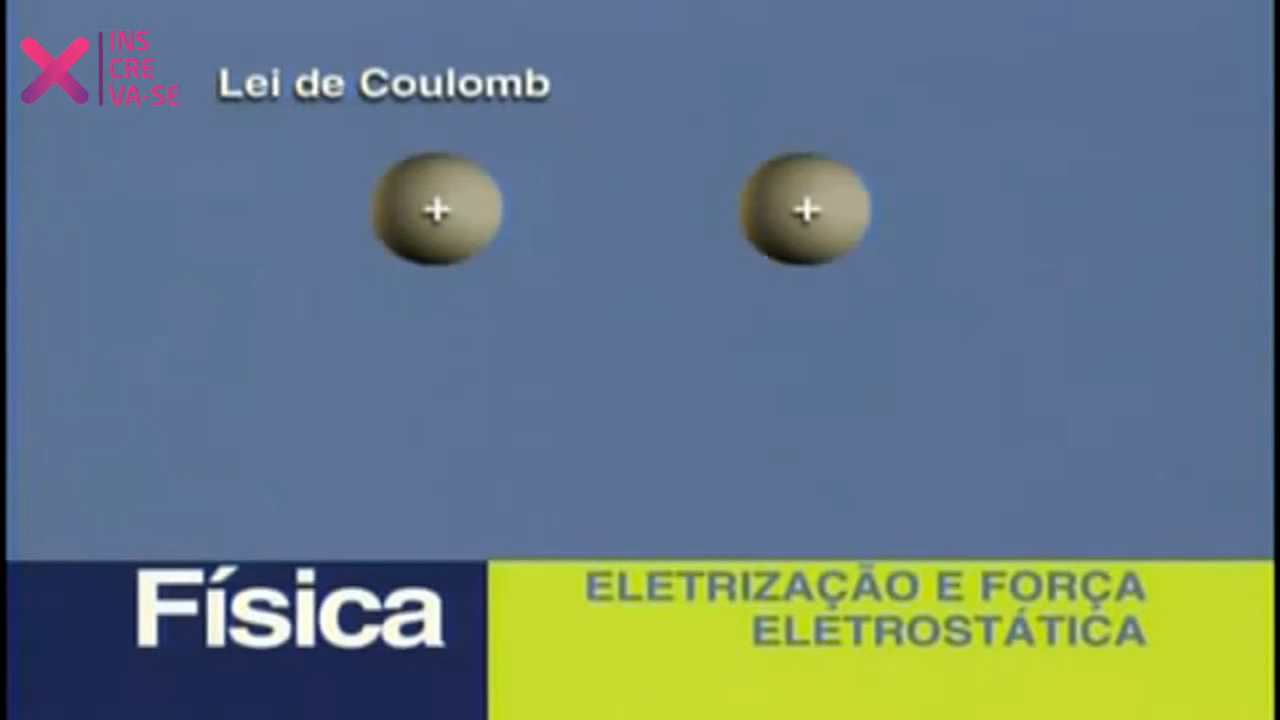 INS
CRE
VA-SE
Lei de Coulomb
+ +
Física
ELETRIZAÇÃO E FORÇA
ELETROSTÁTICA